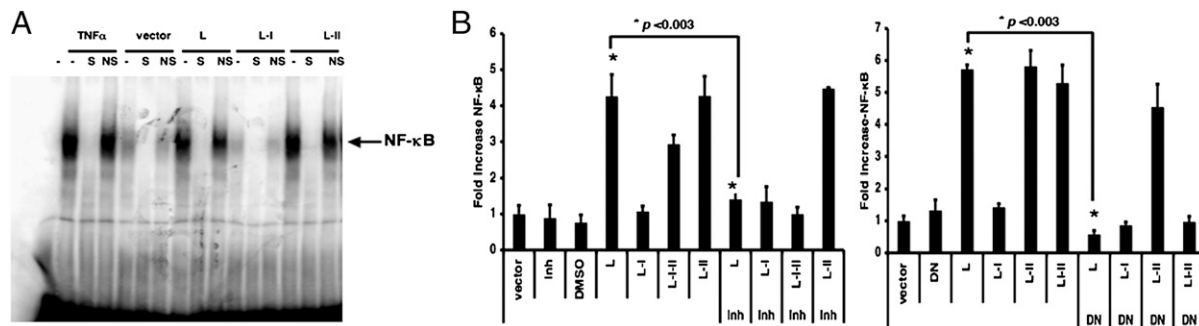 A
TNFα vector L L-I L-II
- - S NS - S NS - S NS - S NS - S NS
NF-κB
B
* p <0.003
Fold Increase NF-κB
6
5
4
3
2
1
0
*
*
vector
Inh
DMSO
L
L-I
L-I-II
L-II
L
L-I
L-I-II
L-II
Inh Inh Inh Inh
* p <0.003
Fold Increase-NF-κB
7
6
5
4
3
2
1
0
*
*
vector
DN
L
L-I
L-II
LI-II
L
L-I
L-II
LI-II
DN DN DN DN